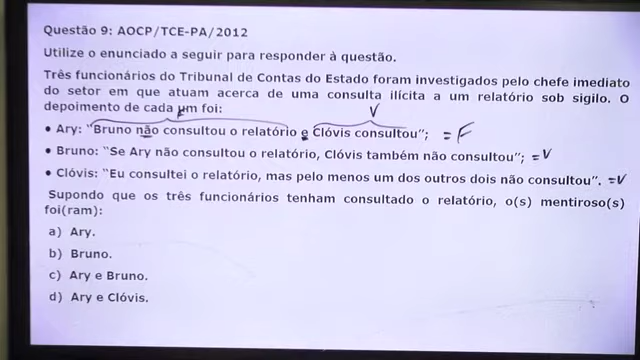 Questão 9: AOCP/TCE-PA/2012
Utilize o enunciado a seguir para responder à questão.
Três funcionários do Tribunal de Contas do Estado foram investigados pelo chefe imediato
do setor em que atuam acerca de uma consulta ilícita a um relatório sob sigilo. O
depoimento de cada um foi:
F V
• Ary: "Bruno não consultou o relatório e Clóvis consultou"; = F
• Bruno: "Se Ary não consultou o relatório, Clóvis também não consultou"; = V
• Clóvis: "Eu consultei o relatório, mas pelo menos um dos outros dois não consultou". = V
Supondo que os três funcionários tenham consultado o relatório, o(s) mentiroso(s)
foi(ram):
a) Ary.
b) Bruno.
c) Ary e Bruno.
d) Ary e Clóvis.